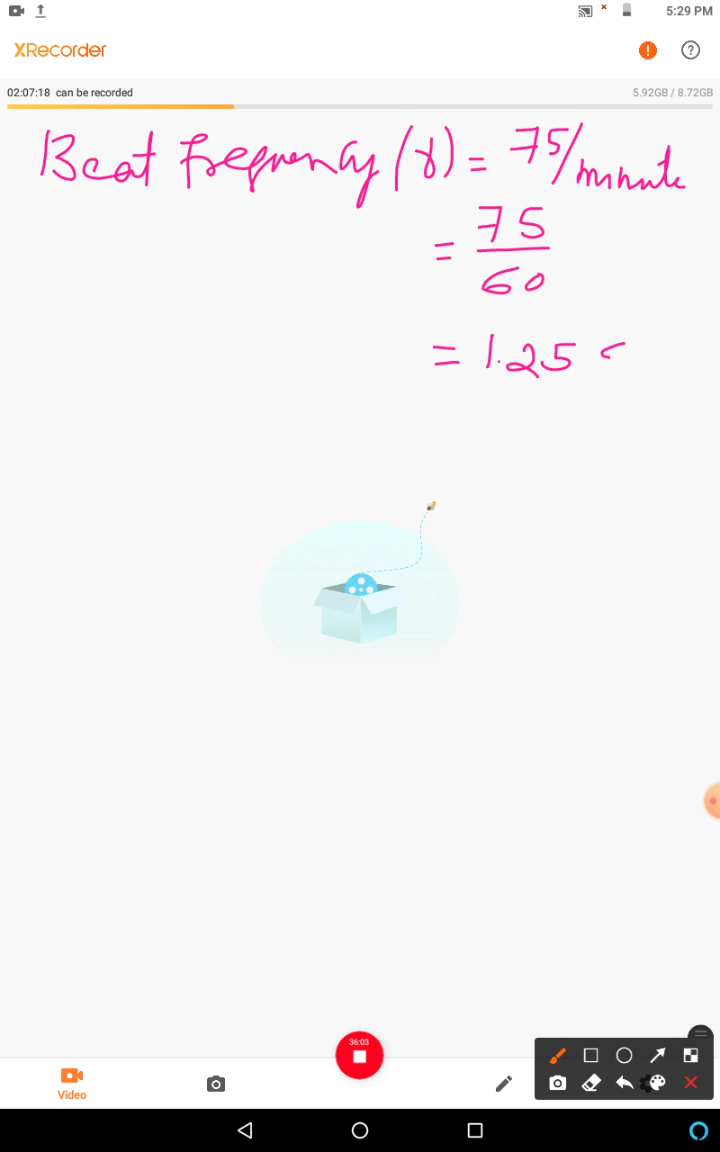 5:29 PM
XRecorder
02:07:18 can be recorded
5.92GB / 8.72GB
Beat Frequency (γ) = 75/minute
= 75/60
= 1.25
36:03
Video